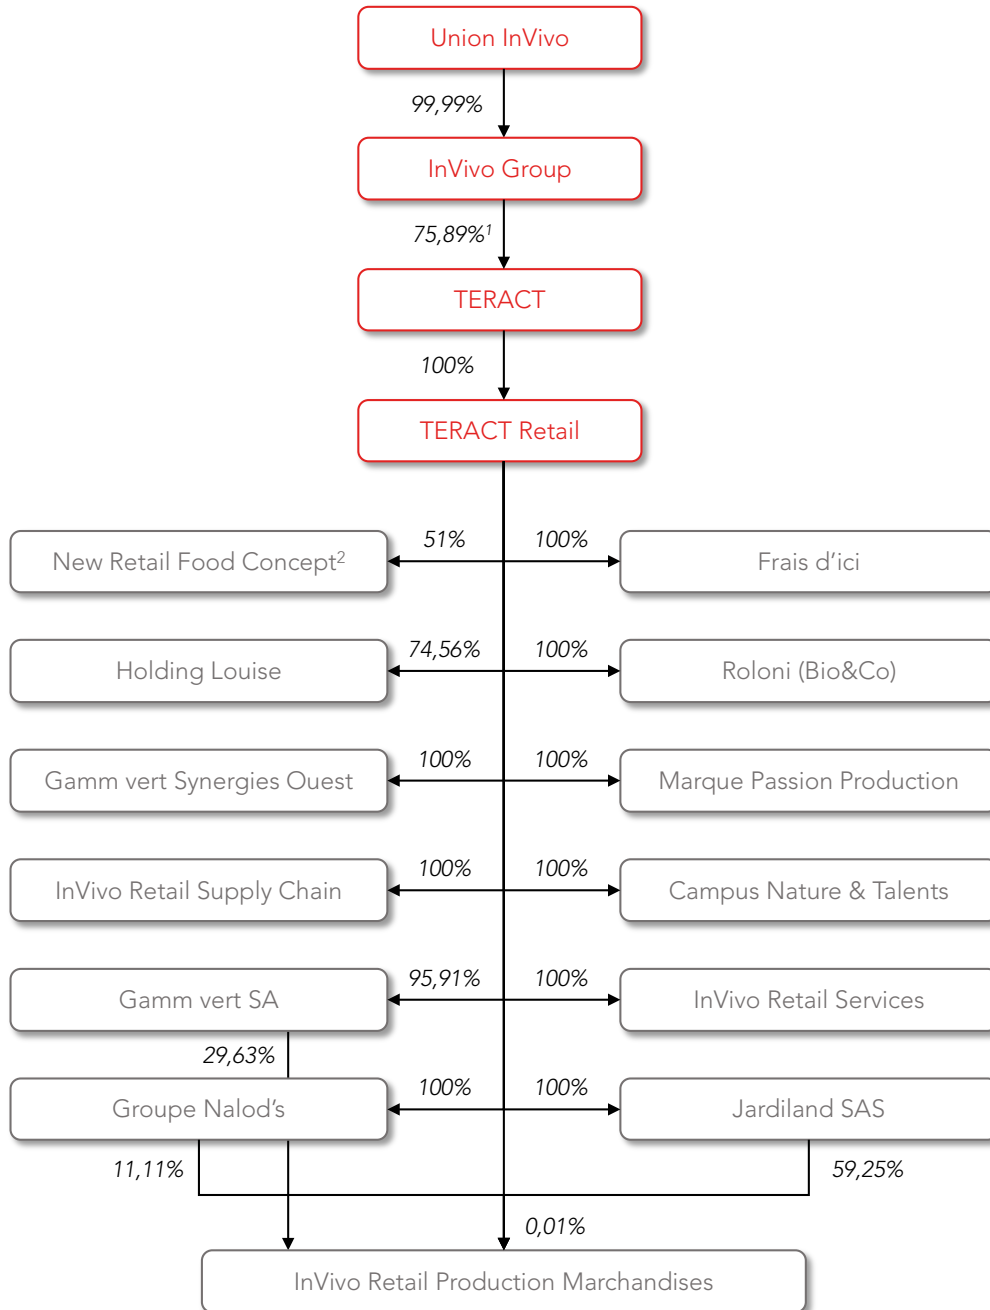 Union InVivo
99,99%
InVivo Group
75,89%¹
TERACT
100%
TERACT Retail
51%
100%
New Retail Food Concept²
Frais d'ici
74,56%
100%
Holding Louise
Roloni (Bio&Co)
100%
100%
Gamm vert Synergies Ouest
Marque Passion Production
100%
100%
InVivo Retail Supply Chain
Campus Nature & Talents
95,91%
100%
Gamm vert SA
InVivo Retail Services
29,63%
100%
100%
Groupe Nalod's
Jardiland SAS
11,11%
59,25%
0,01%
InVivo Retail Production Marchandises